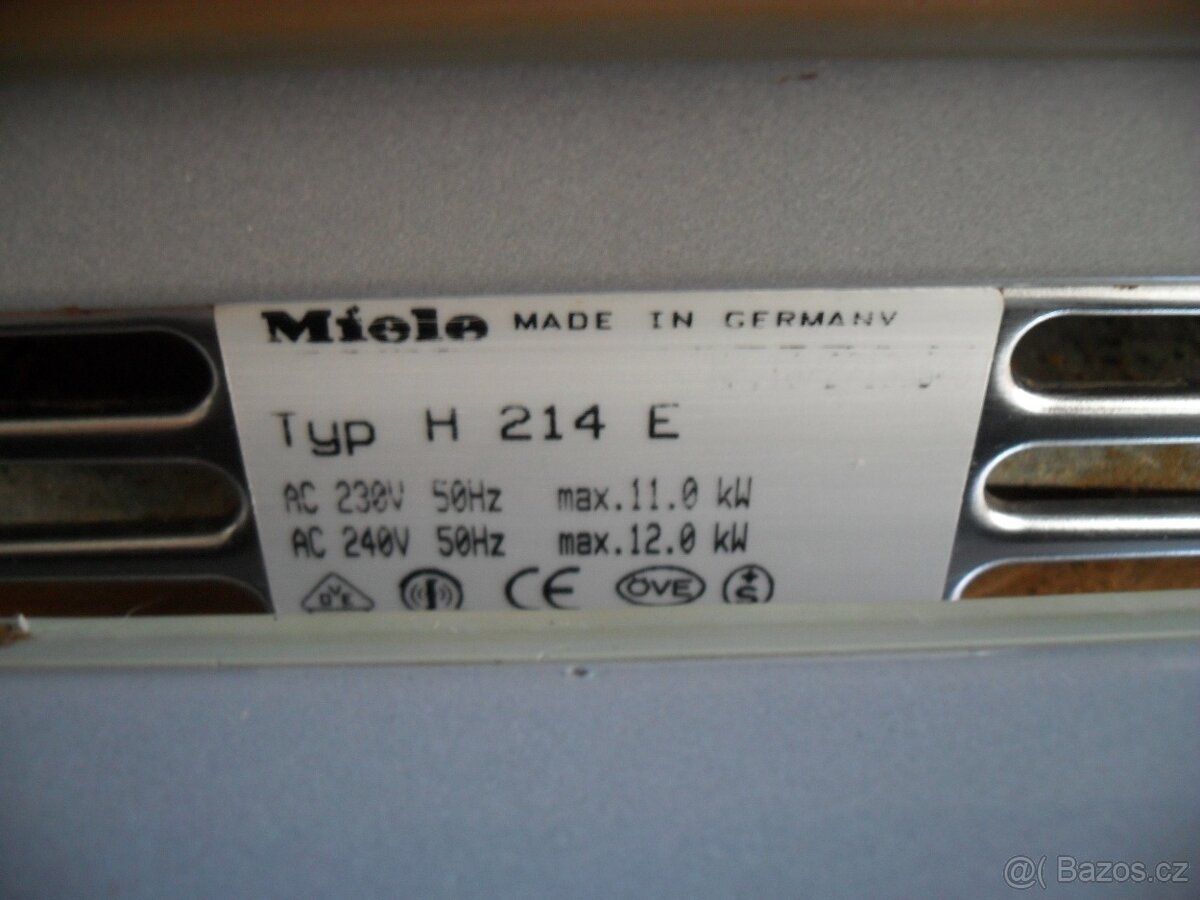 Miele MADE IN GERMANY
Typ H 214 E
AC 230V 50Hz max.11.0 kW
AC 240V 50Hz max.12.0 kW
DVE CE ÖVE +S
@( Bazos.cz